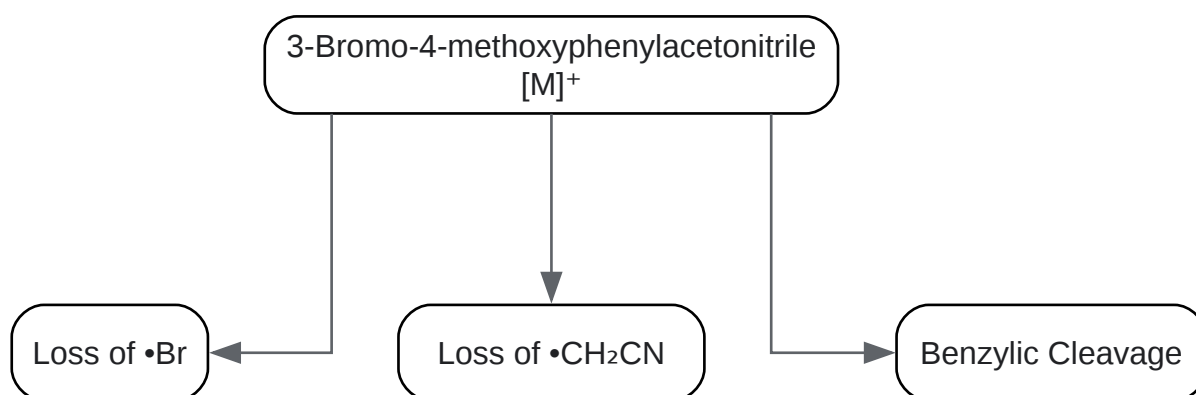 3-Bromo-4-methoxyphenylacetonitrile
[M]⁺
Loss of •Br
Loss of •CH₂CN
Benzylic Cleavage